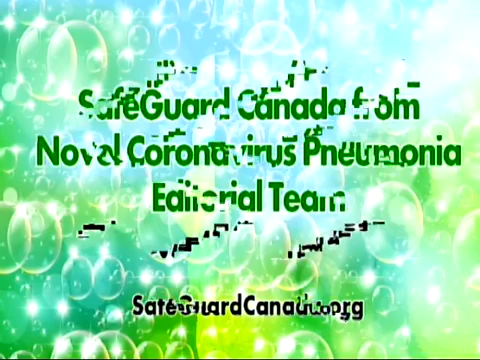 SafeGuard Canada from
Novel Coronavirus Pneumonia
Editorial Team
SafeGuardCanada.org